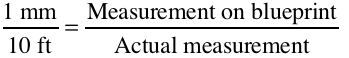 1 mm / 10 ft = Measurement on blueprint / Actual measurement